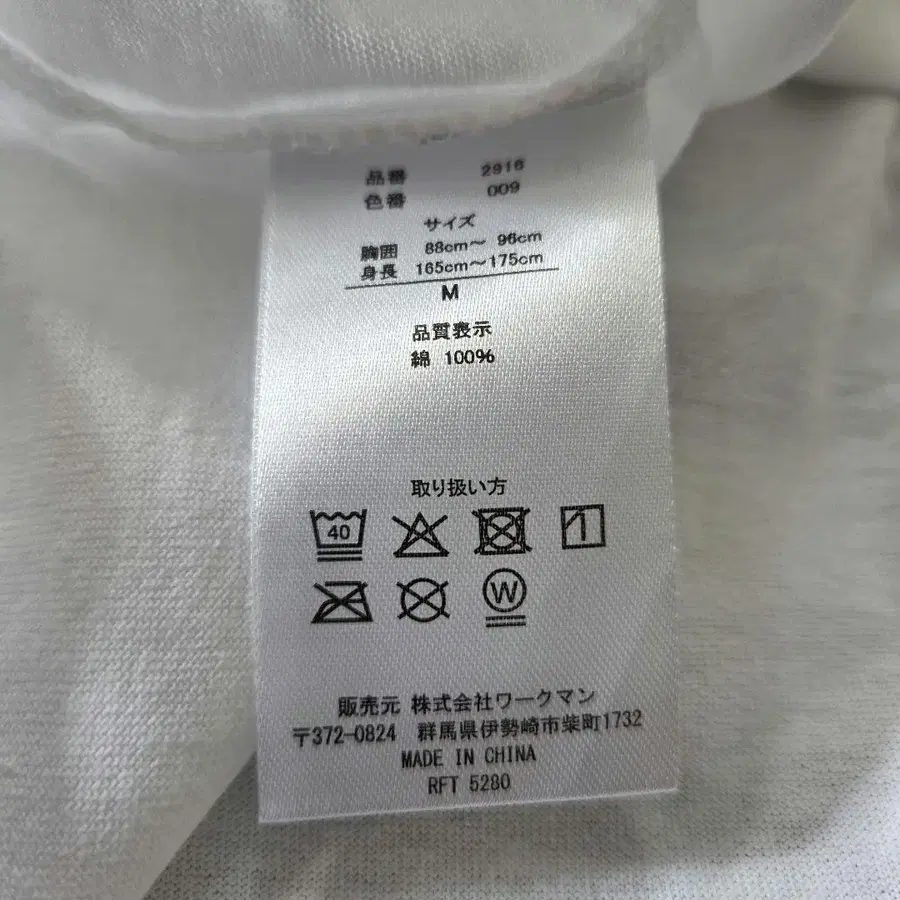 品番 2916
色番 009
サイズ
胸囲 88cm～ 96cm
身長 165cm～175cm
M
品質表示
綿 100%
取り扱い方
40
W
販売元 株式会社ワークマン
〒372-0824 群馬県伊勢崎市柴町1732
MADE IN CHINA
RFT 5280